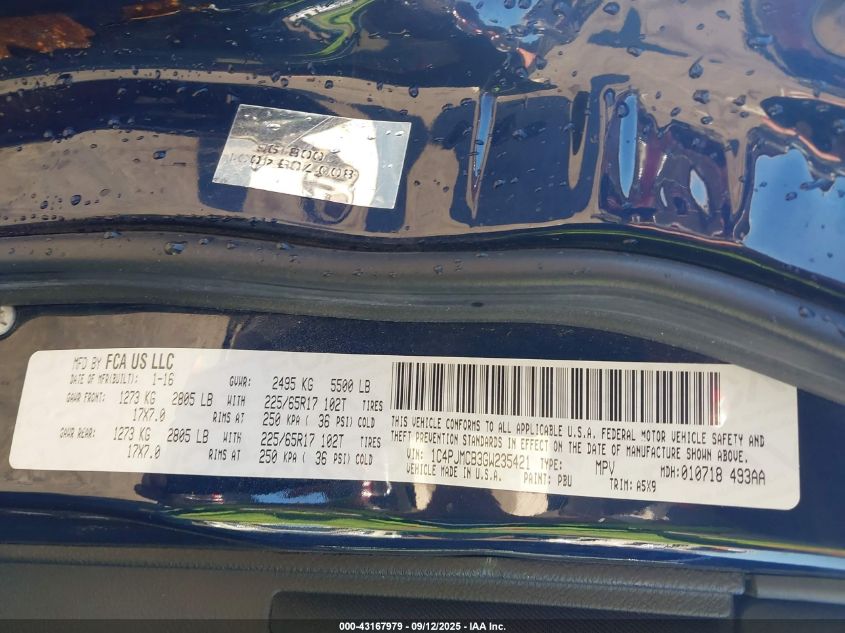 MFD BY FCA US LLC
DATE OF MFR(BUILT): 1-16 GVWR: 2495 KG 5500 LB
GAWR FRONT: 1273 KG 2805 LB WITH 225/65R17 102T TIRES
17X7.0 RIMS AT 250 KPA ( 36 PSI) COLD
GAWR REAR: 1273 KG 2805 LB WITH 225/65R17 102T TIRES
17X7.0 RIMS AT 250 KPA ( 36 PSI) COLD
THIS VEHICLE CONFORMS TO ALL APPLICABLE U.S.A. FEDERAL MOTOR VEHICLE SAFETY AND
THEFT PREVENTION STANDARDS IN EFFECT ON THE DATE OF MANUFACTURE SHOWN ABOVE.
VIN: 1C4PJMCB3GW235421 TYPE: MPV MDH:010718 493AA
VEHICLE MADE IN U.S.A. PAINT: PBU TRIM: A5X9
000-43167979 - 09/12/2025 - IAA Inc.